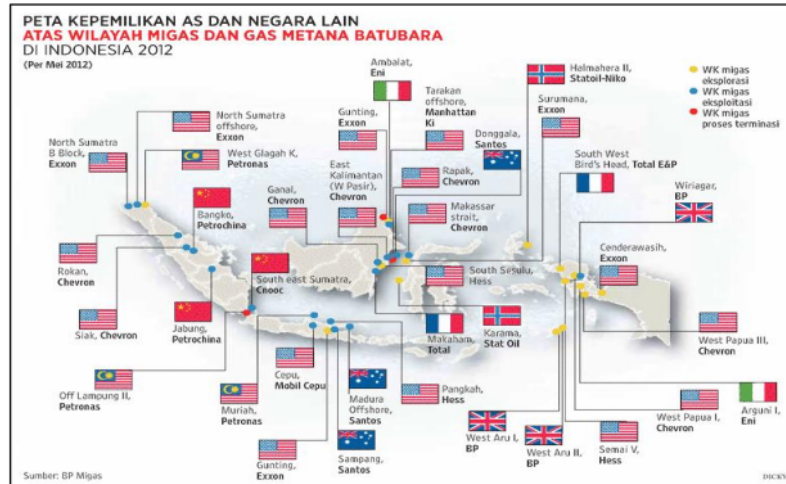 PETA KEPEMILIKAN AS DAN NEGARA LAIN
ATAS WILAYAH MIGAS DAN GAS METANA BATUBARA
DI INDONESIA 2012
(Per Mei 2012)
WK migas
eksplorasi
WK migas
eksploitasi
WK migas
proses terminasi
Ambalat,
Eni
Halmahera II,
Statoil-Niko
North Sumatra
offshore,
Exxon
Gunting,
Exxon
Tarakan
offshore,
Manhattan
Ki
Surumana,
Exxon
North Sumatra
B Block,
Exxon
West Glagah K,
Petronas
Donggala,
Santos
South West
Bird's Head, Total E&P
Bangko,
Petrochina
Ganal,
Chevron
East
Kalimantan
(W Pasir),
Chevron
Rapak,
Chevron
Makassar
strait,
Chevron
Wiriagar,
BP
Cenderawasih,
Exxon
Rokan,
Chevron
South east Sumatra,
Cnooc
South Sesulu,
Hess
Siak, Chevron
Jabung,
Petrochina
Makaham,
Total
Karama,
Stat Oil
West Papua III,
Chevron
Off Lampung II,
Petronas
Muriah,
Petronas
Cepu,
Mobil Cepu
Madura
Offshore,
Santos
Pangkah,
Hess
West Aru I,
BP
West Aru II,
BP
Semai V,
Hess
West Papua I,
Chevron
Arguni I,
Eni
Gunting,
Exxon
Sampang,
Santos
Sumber: BP Migas
DICKY